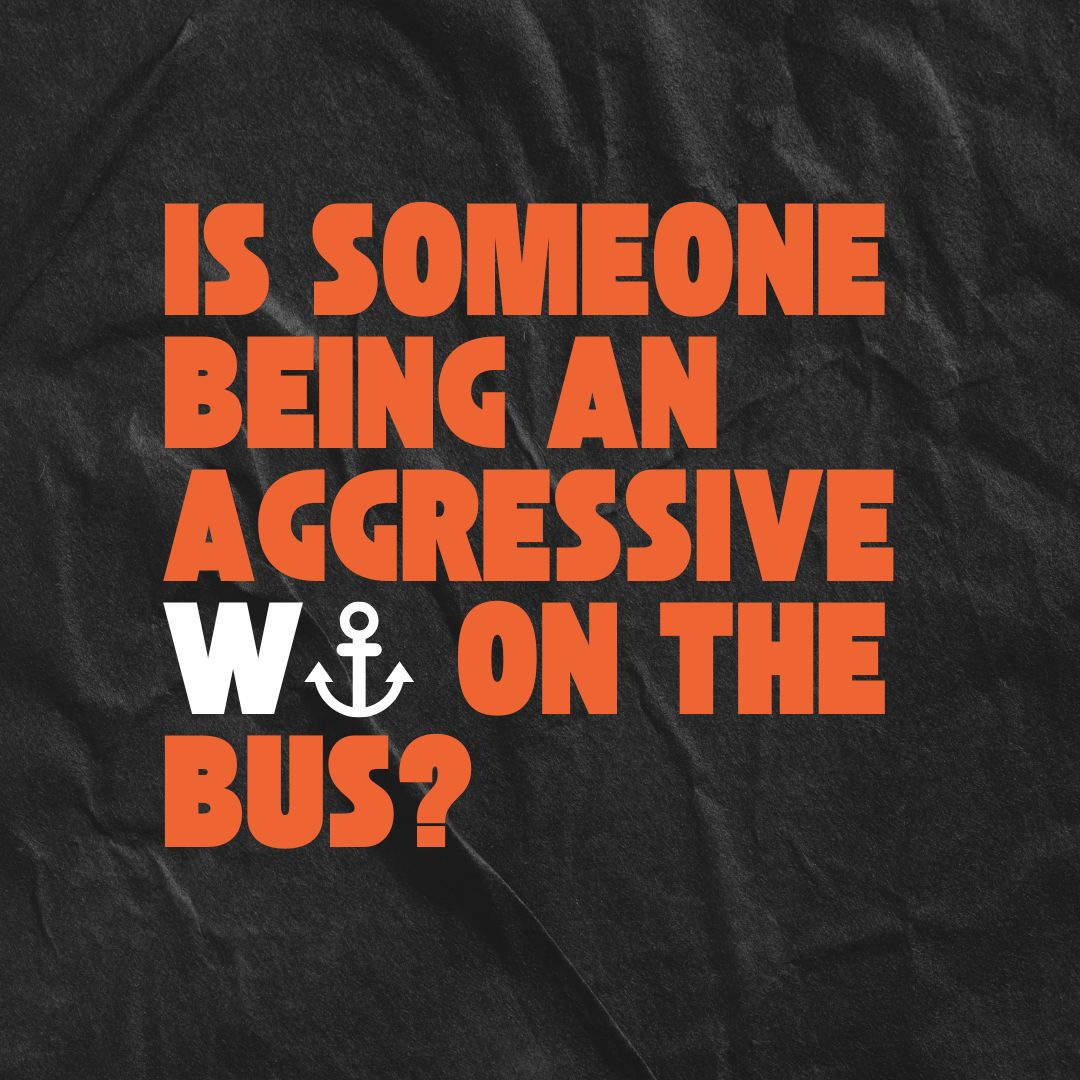 IS SOMEONE
BEING AN
AGGRESSIVE
W⚓ ON THE
BUS?